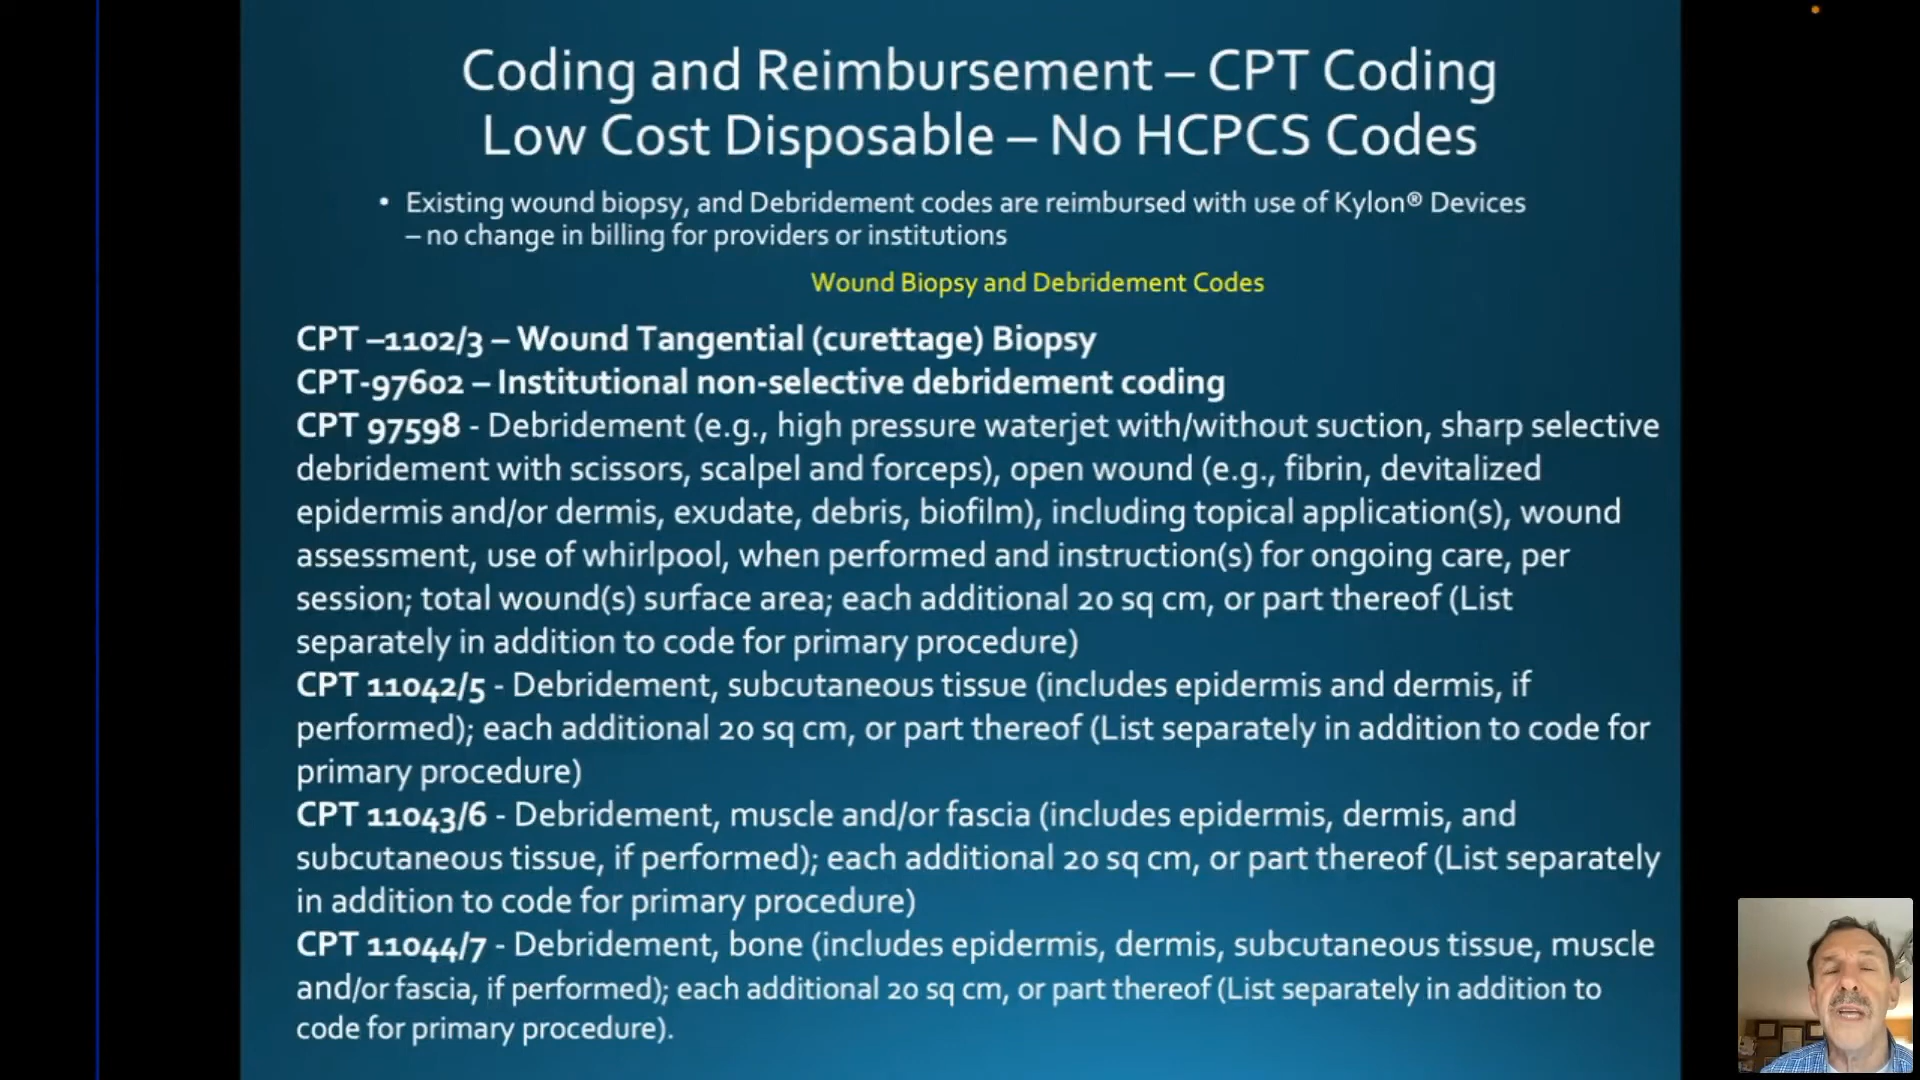 Coding and Reimbursement – CPT Coding
Low Cost Disposable – No HCPCS Codes
• Existing wound biopsy, and Debridement codes are reimbursed with use of Kylon® Devices
– no change in billing for providers or institutions
Wound Biopsy and Debridement Codes
CPT –1102/3 – Wound Tangential (curettage) Biopsy
CPT-97602 – Institutional non-selective debridement coding
CPT 97598 - Debridement (e.g., high pressure waterjet with/without suction, sharp selective
debridement with scissors, scalpel and forceps), open wound (e.g., fibrin, devitalized
epidermis and/or dermis, exudate, debris, biofilm), including topical application(s), wound
assessment, use of whirlpool, when performed and instruction(s) for ongoing care, per
session; total wound(s) surface area; each additional 20 sq cm, or part thereof (List
separately in addition to code for primary procedure)
CPT 11042/5 - Debridement, subcutaneous tissue (includes epidermis and dermis, if
performed); each additional 20 sq cm, or part thereof (List separately in addition to code for
primary procedure)
CPT 11043/6 - Debridement, muscle and/or fascia (includes epidermis, dermis, and
subcutaneous tissue, if performed); each additional 20 sq cm, or part thereof (List separately
in addition to code for primary procedure)
CPT 11044/7 - Debridement, bone (includes epidermis, dermis, subcutaneous tissue, muscle
and/or fascia, if performed); each additional 20 sq cm, or part thereof (List separately in addition to
code for primary procedure).